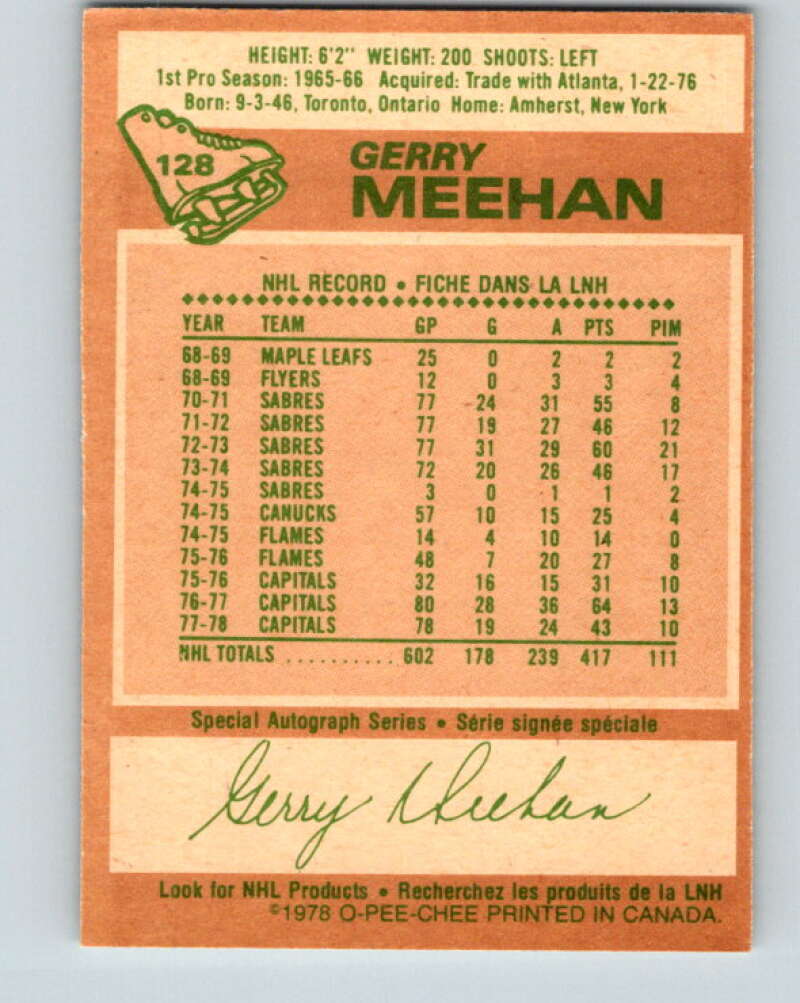 HEIGHT: 6'2" WEIGHT: 200 SHOOTS: LEFT
1st Pro Season: 1965-66 Acquired: Trade with Atlanta, 1-22-76
Born: 9-3-46, Toronto, Ontario Home: Amherst, New York
128
GERRY
MEEHAN
NHL RECORD • FICHE DANS LA LNH
YEAR TEAM GP G A PTS PIM
68-69 MAPLE LEAFS 25 0 2 2 2
68-69 FLYERS 12 0 3 3 4
70-71 SABRES 77 24 31 55 8
71-72 SABRES 77 19 27 46 12
72-73 SABRES 77 31 29 60 21
73-74 SABRES 72 20 26 46 17
74-75 SABRES 3 0 1 1 2
74-75 CANUCKS 57 10 15 25 4
74-75 FLAMES 14 4 10 14 0
75-76 FLAMES 48 7 20 27 8
75-76 CAPITALS 32 16 15 31 10
76-77 CAPITALS 80 28 36 64 13
77-78 CAPITALS 78 19 24 43 10
NHL TOTALS ........... 602 178 239 417 111
Special Autograph Series • Série signée spéciale
Gerry Meehan
Look for NHL Products • Recherchez les produits de la LNH
©1978 O-PEE-CHEE PRINTED IN CANADA.